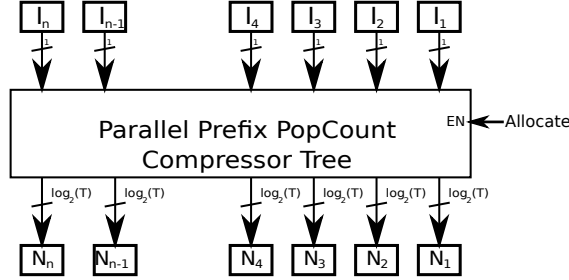 Iₙ Iₙ₋₁ I₄ I₃ I₂ I₁
1 1 1 1 1 1
EN Allocate
Parallel Prefix PopCount
Compressor Tree
log₂(T) log₂(T) log₂(T) log₂(T) log₂(T) log₂(T)
Nₙ Nₙ₋₁ N₄ N₃ N₂ N₁